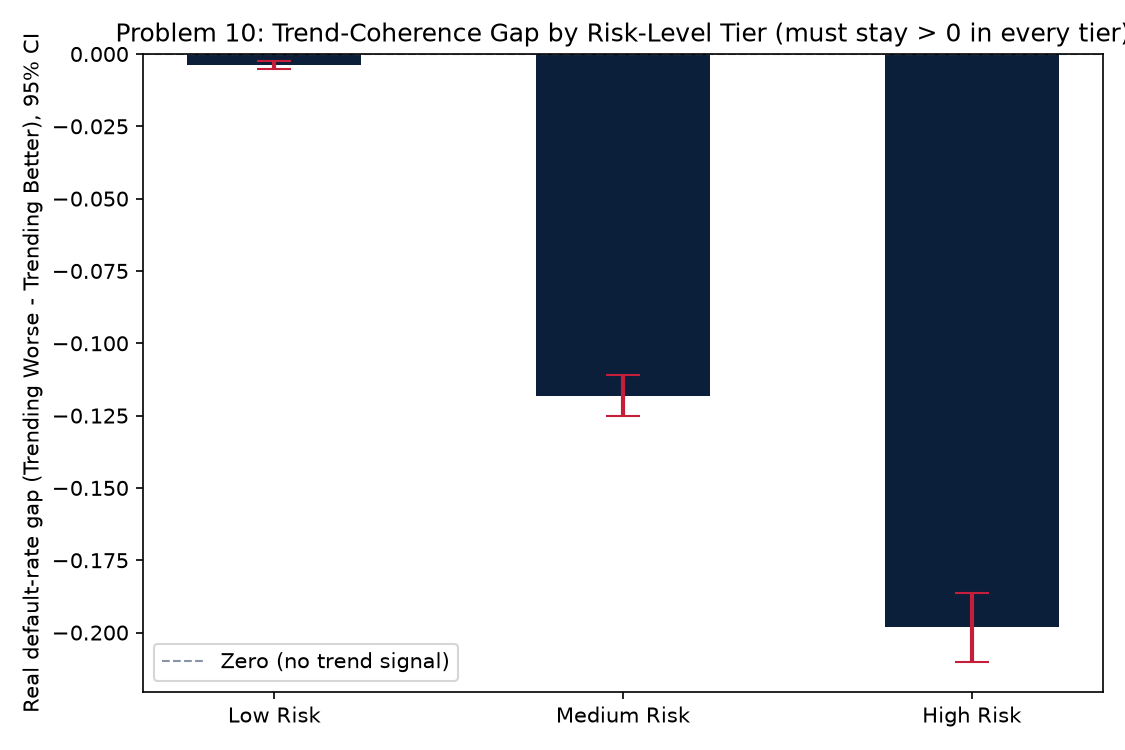 Problem 10: Trend-Coherence Gap by Risk-Level Tier (must stay > 0 in every tier)
Real default-rate gap (Trending Worse - Trending Better), 95% CI
0.000
−0.025
−0.050
−0.075
−0.100
−0.125
−0.150
−0.175
−0.200
Zero (no trend signal)
Low Risk
Medium Risk
High Risk